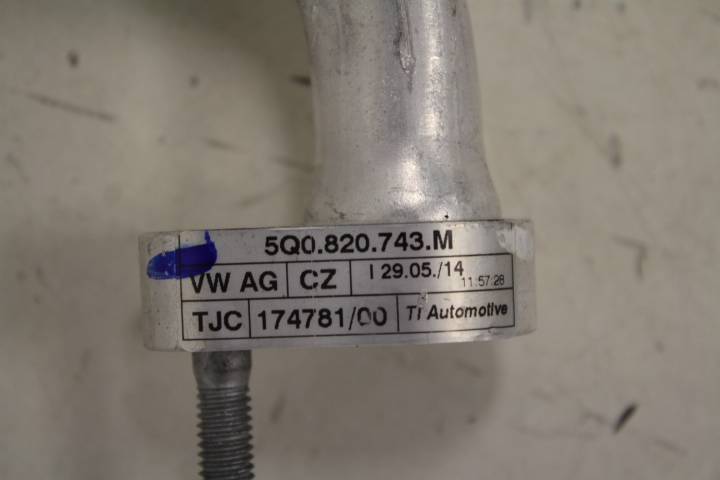 5Q0.820.743.M
VW AG CZ I 29.05./14 11:57:28
TJC 174781/00 TI Automotive